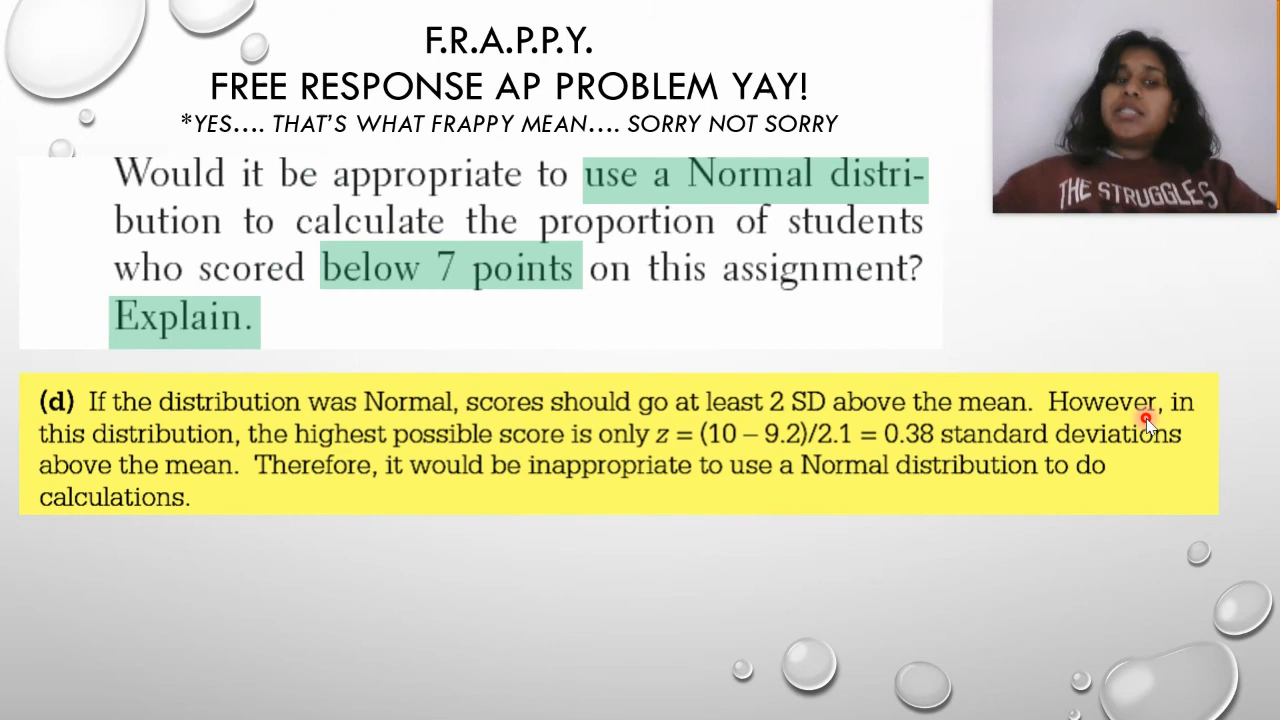 F.R.A.P.P.Y.
FREE RESPONSE AP PROBLEM YAY!
*YES.... THAT'S WHAT FRAPPY MEAN.... SORRY NOT SORRY
THE STRUGGLES
Would it be appropriate to use a Normal distri-
bution to calculate the proportion of students
who scored below 7 points on this assignment?
Explain.
(d) If the distribution was Normal, scores should go at least 2 SD above the mean. However, in
this distribution, the highest possible score is only z = (10 – 9.2)/2.1 = 0.38 standard deviations
above the mean. Therefore, it would be inappropriate to use a Normal distribution to do
calculations.